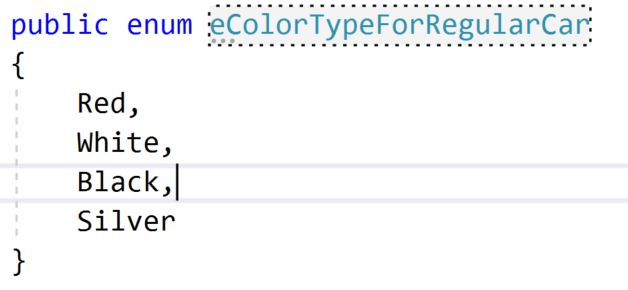 public enum eColorTypeForRegularCar
{
    Red,
    White,
    Black,
    Silver
}